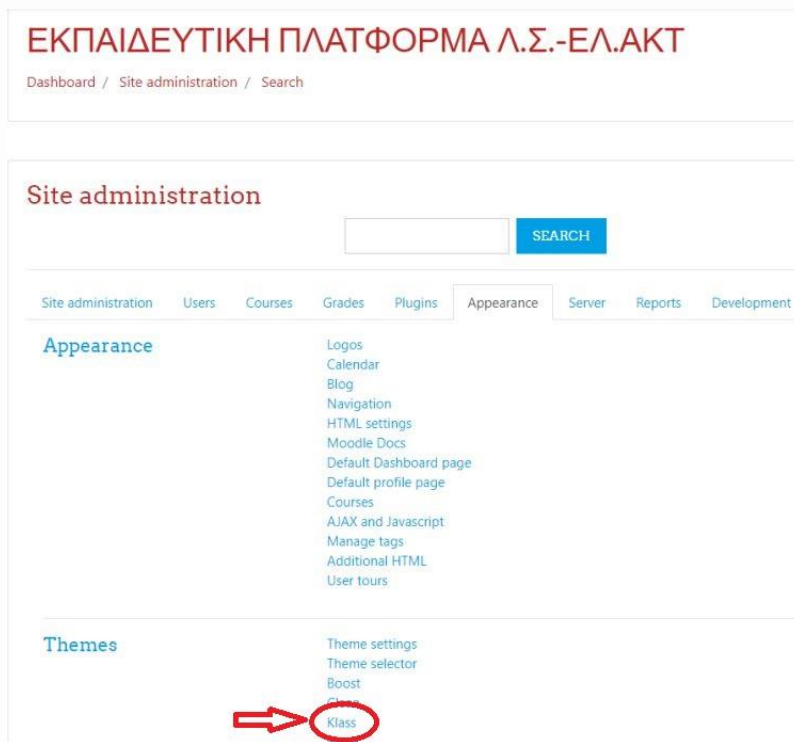 ΕΚΠΑΙΔΕΥΤΙΚΗ ΠΛΑΤΦΟΡΜΑ Λ.Σ.-ΕΛ.ΑΚΤ
Dashboard / Site administration / Search
Site administration
SEARCH
Site administration Users Courses Grades Plugins Appearance Server Reports Development
Appearance
Logos
Calendar
Blog
Navigation
HTML settings
Moodle Docs
Default Dashboard page
Default profile page
Courses
AJAX and Javascript
Manage tags
Additional HTML
User tours
Themes
Theme settings
Theme selector
Boost
Klass